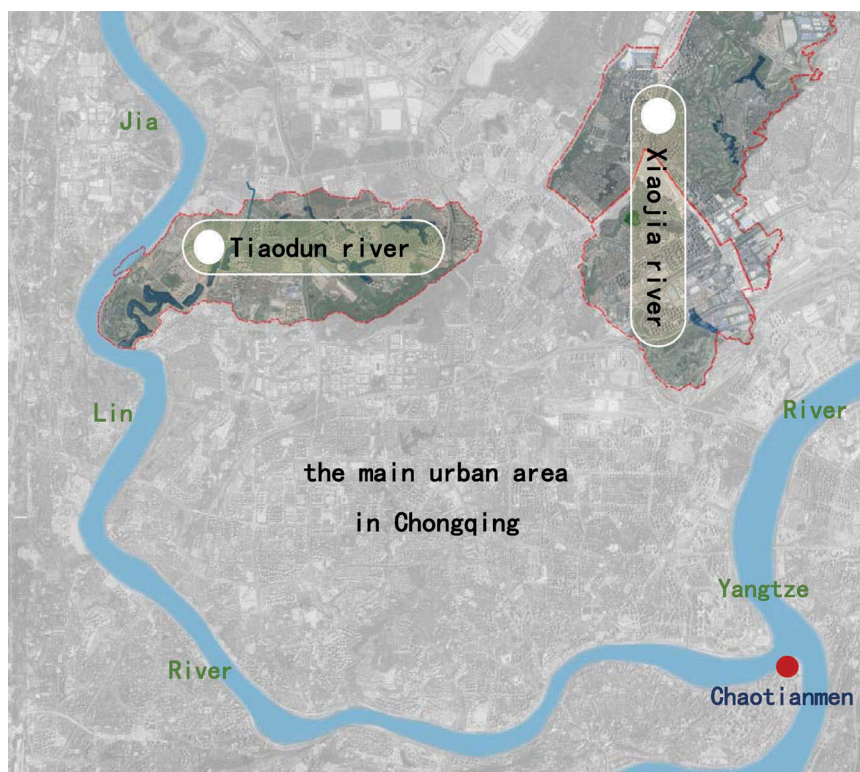 Jia
Xiaojia river
Tiaodun river
Lin
River
the main urban area
in Chongqing
Yangtze
River
Chaotianmen